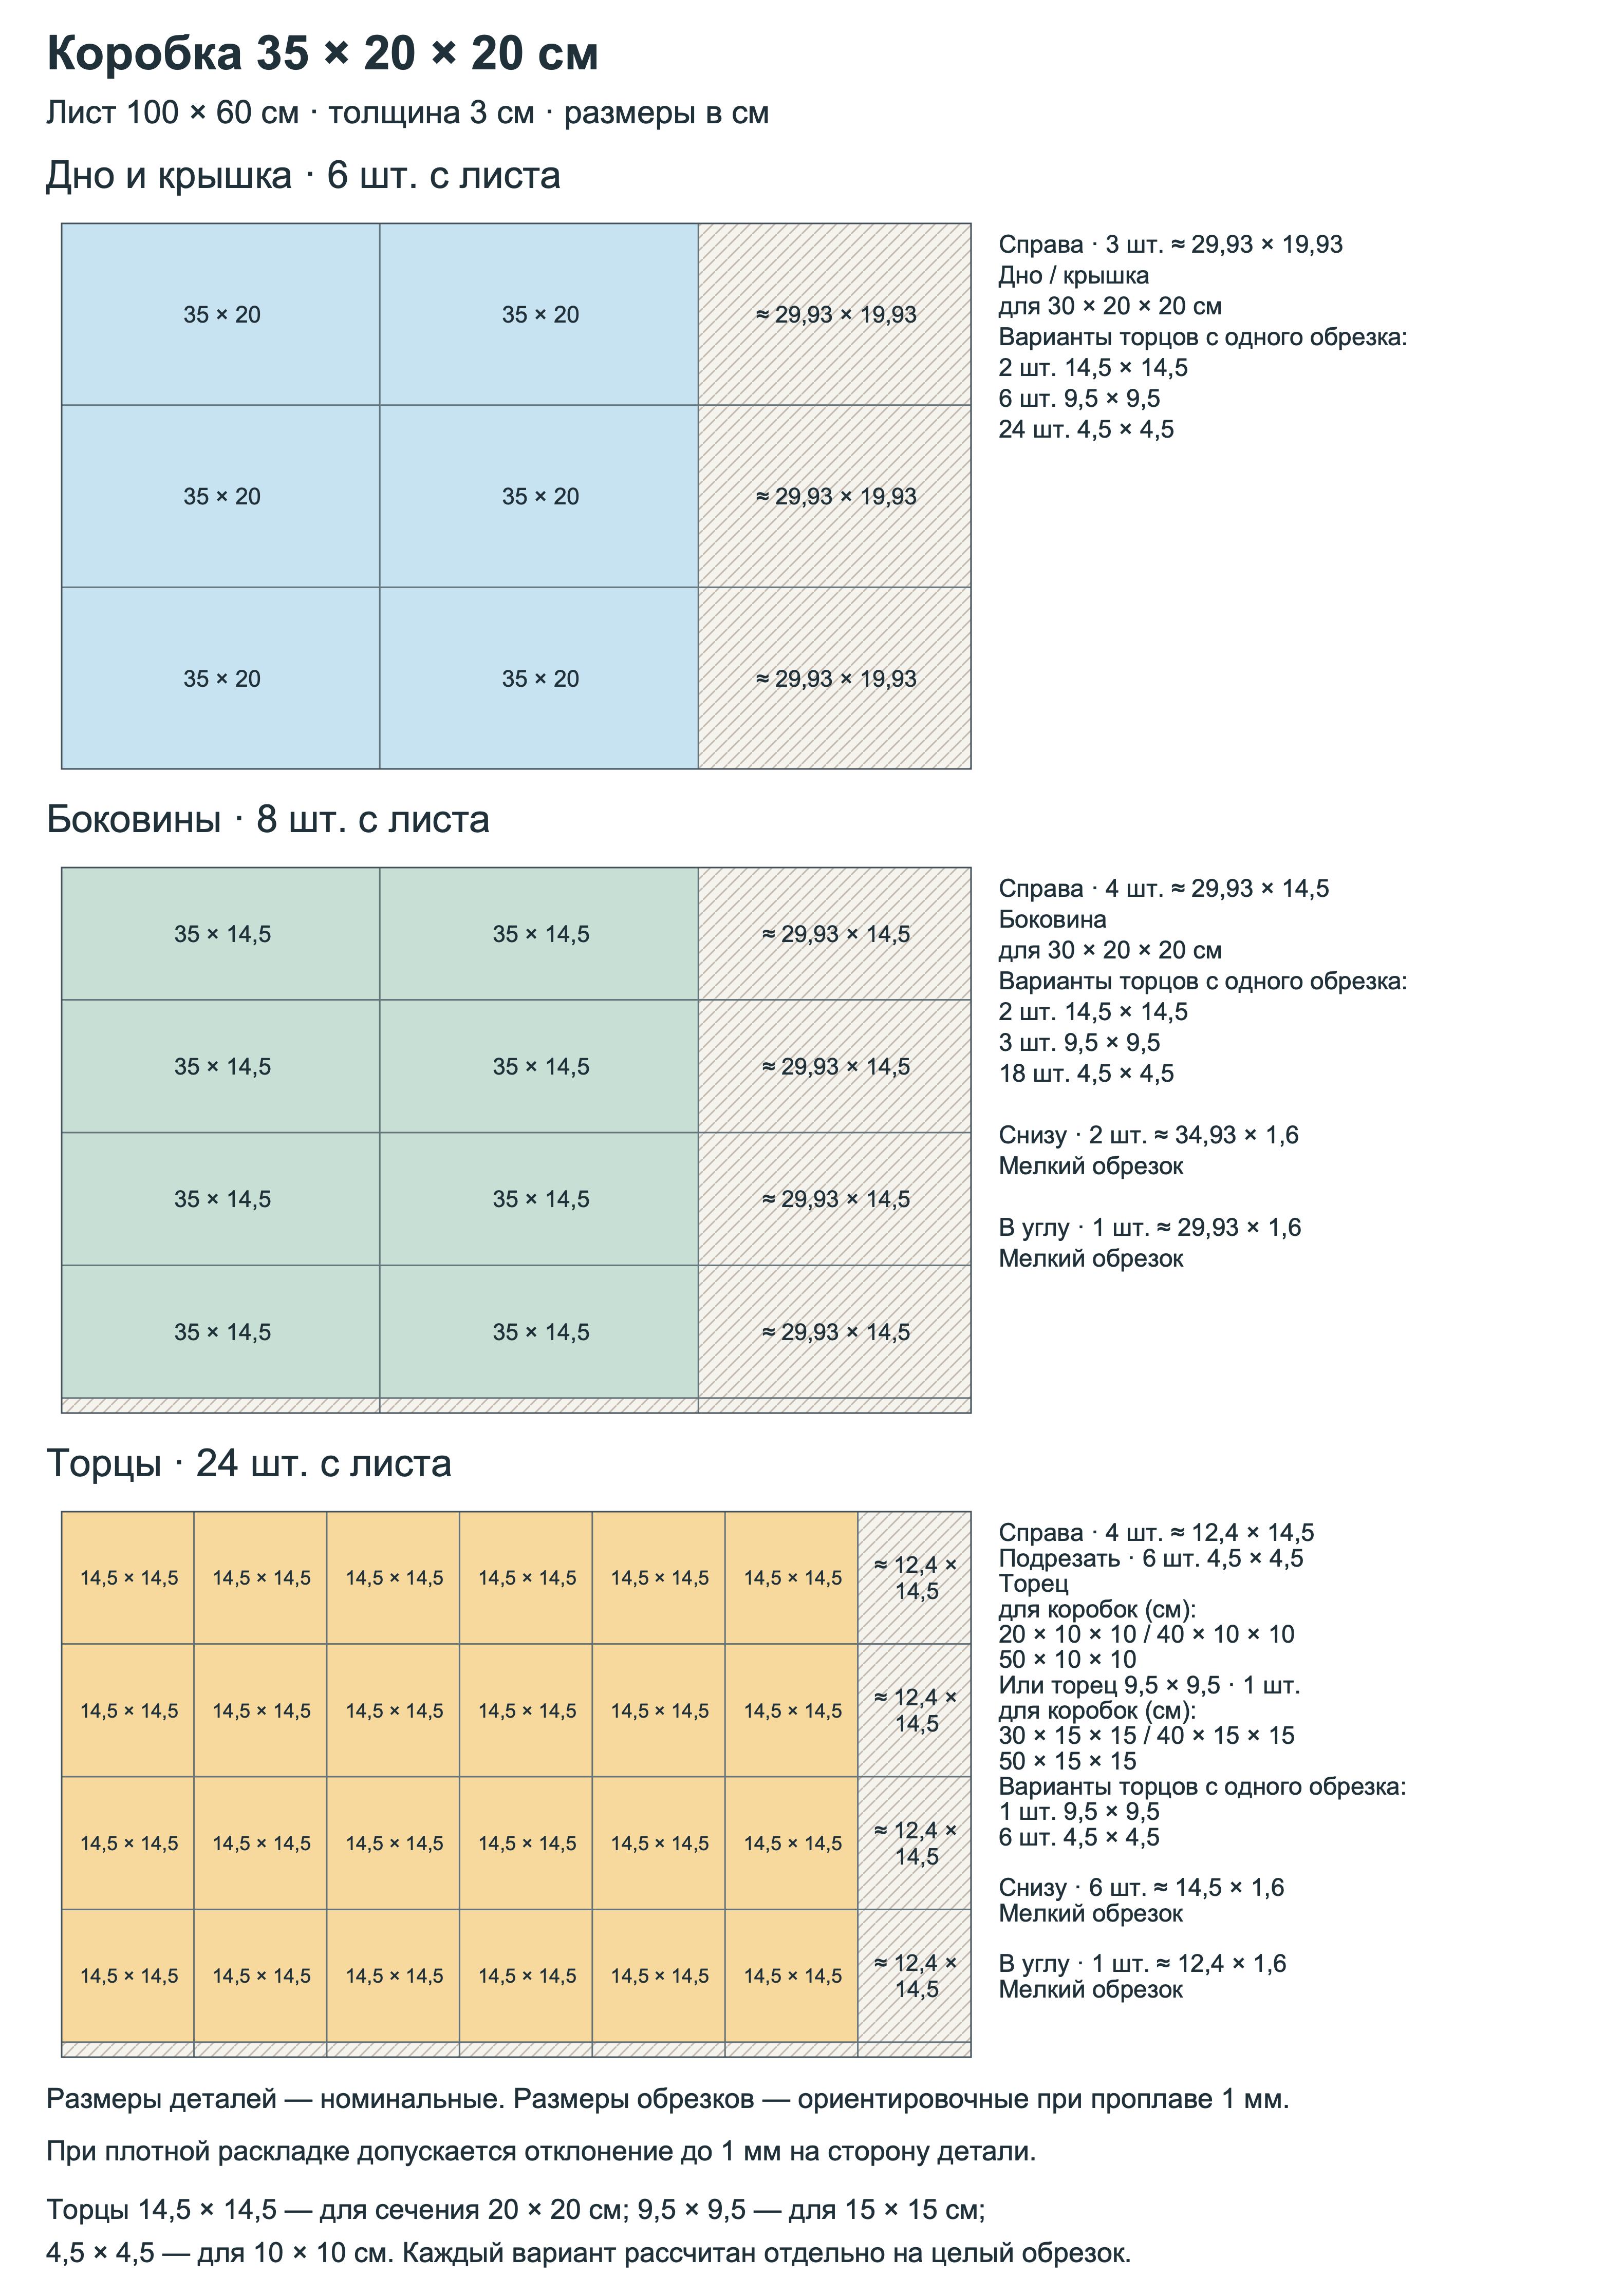 Коробка 35 × 20 × 20 см
Лист 100 × 60 см · толщина 3 см · размеры в см
Дно и крышка · 6 шт. с листа
35 × 20
35 × 20
≈ 29,93 × 19,93
35 × 20
35 × 20
≈ 29,93 × 19,93
35 × 20
35 × 20
≈ 29,93 × 19,93
Справа · 3 шт. ≈ 29,93 × 19,93
Дно / крышка
для 30 × 20 × 20 см
Варианты торцов с одного обрезка:
2 шт. 14,5 × 14,5
6 шт. 9,5 × 9,5
24 шт. 4,5 × 4,5
Боковины · 8 шт. с листа
35 × 14,5
35 × 14,5
≈ 29,93 × 14,5
35 × 14,5
35 × 14,5
≈ 29,93 × 14,5
35 × 14,5
35 × 14,5
≈ 29,93 × 14,5
35 × 14,5
35 × 14,5
≈ 29,93 × 14,5
Справа · 4 шт. ≈ 29,93 × 14,5
Боковина
для 30 × 20 × 20 см
Варианты торцов с одного обрезка:
2 шт. 14,5 × 14,5
3 шт. 9,5 × 9,5
18 шт. 4,5 × 4,5
Снизу · 2 шт. ≈ 34,93 × 1,6
Мелкий обрезок
В углу · 1 шт. ≈ 29,93 × 1,6
Мелкий обрезок
Торцы · 24 шт. с листа
14,5 × 14,5
14,5 × 14,5
14,5 × 14,5
14,5 × 14,5
14,5 × 14,5
14,5 × 14,5
≈ 12,4 ×
14,5
14,5 × 14,5
14,5 × 14,5
14,5 × 14,5
14,5 × 14,5
14,5 × 14,5
14,5 × 14,5
≈ 12,4 ×
14,5
14,5 × 14,5
14,5 × 14,5
14,5 × 14,5
14,5 × 14,5
14,5 × 14,5
14,5 × 14,5
≈ 12,4 ×
14,5
14,5 × 14,5
14,5 × 14,5
14,5 × 14,5
14,5 × 14,5
14,5 × 14,5
14,5 × 14,5
≈ 12,4 ×
14,5
Справа · 4 шт. ≈ 12,4 × 14,5
Подрезать · 6 шт. 4,5 × 4,5
Торец
для коробок (см):
20 × 10 × 10 / 40 × 10 × 10
50 × 10 × 10
Или торец 9,5 × 9,5 · 1 шт.
для коробок (см):
30 × 15 × 15 / 40 × 15 × 15
50 × 15 × 15
Варианты торцов с одного обрезка:
1 шт. 9,5 × 9,5
6 шт. 4,5 × 4,5
Снизу · 6 шт. ≈ 14,5 × 1,6
Мелкий обрезок
В углу · 1 шт. ≈ 12,4 × 1,6
Мелкий обрезок
Размеры деталей — номинальные. Размеры обрезков — ориентировочные при проплаве 1 мм.
При плотной раскладке допускается отклонение до 1 мм на сторону детали.
Торцы 14,5 × 14,5 — для сечения 20 × 20 см; 9,5 × 9,5 — для 15 × 15 см;
4,5 × 4,5 — для 10 × 10 см. Каждый вариант рассчитан отдельно на целый обрезок.